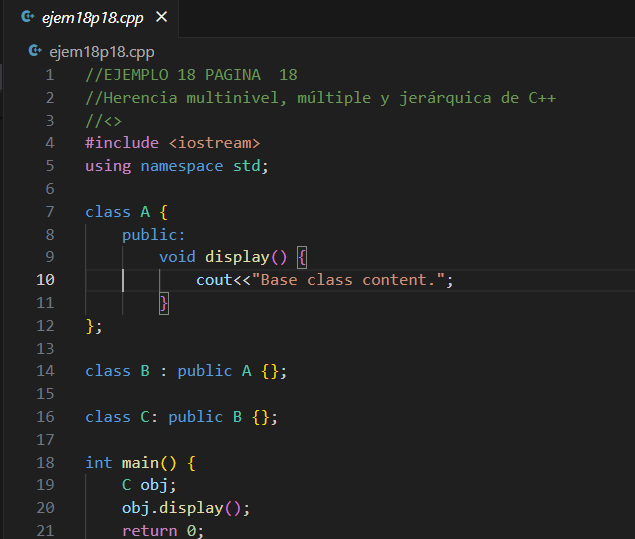 ejem18p18.cpp ×
ejem18p18.cpp
1 //EJEMPLO 18 PAGINA  18
2 //Herencia multinivel, múltiple y jerárquica de C++
3 //<>
4 #include <iostream>
5 using namespace std;
6
7 class A {
8     public:
9         void display() {
10             cout<<"Base class content.";
11         }
12 };
13
14 class B : public A {};
15
16 class C: public B {};
17
18 int main() {
19     C obj;
20     obj.display();
21     return 0;